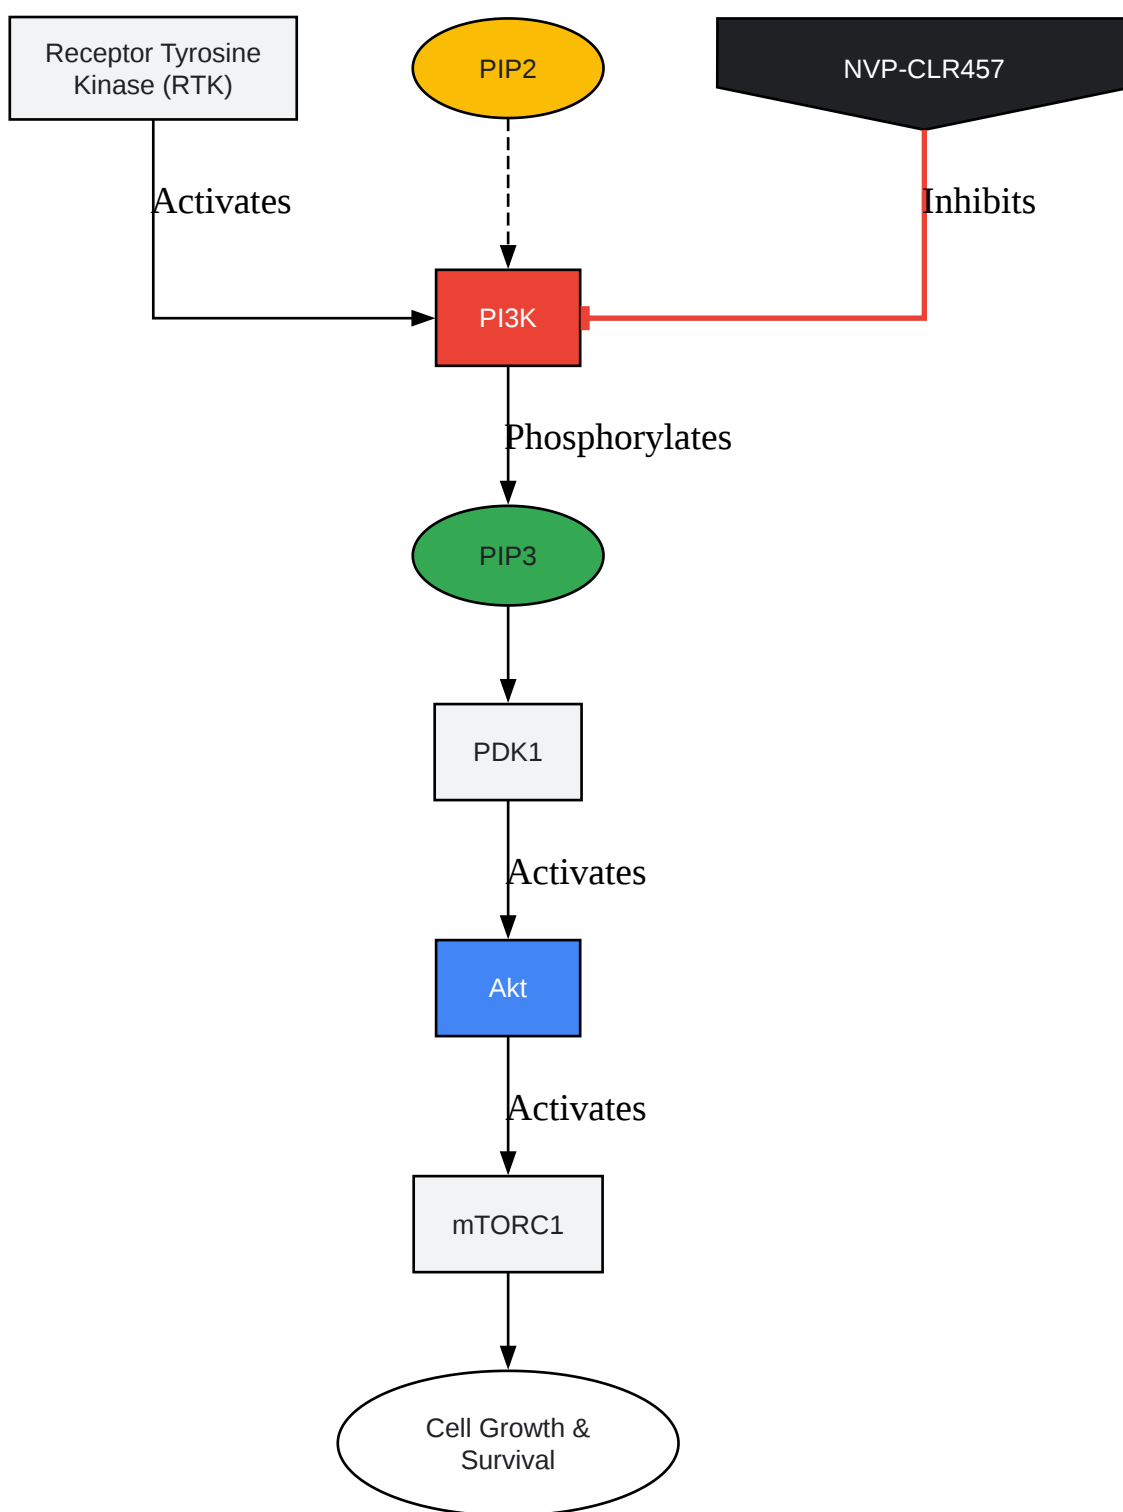 Receptor Tyrosine
Kinase (RTK)
PIP2
NVP-CLR457
Activates
Inhibits
PI3K
Phosphorylates
PIP3
PDK1
Activates
Akt
Activates
mTORC1
Cell Growth &
Survival